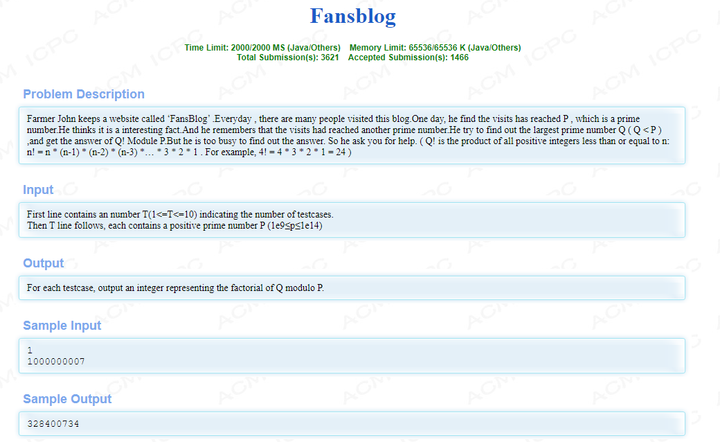 Fansblog
Time Limit: 2000/2000 MS (Java/Others) Memory Limit: 65536/65536 K (Java/Others)
Total Submission(s): 3621 Accepted Submission(s): 1466
Problem Description
Farmer John keeps a website called ‘FansBlog’ .Everyday , there are many people visited this blog.One day, he find the visits has reached P , which is a prime
number.He thinks it is a interesting fact.And he remembers that the visits had reached another prime number.He try to find out the largest prime number Q ( Q < P )
,and get the answer of Q! Module P.But he is too busy to find out the answer. So he ask you for help. ( Q! is the product of all positive integers less than or equal to n:
n! = n * (n-1) * (n-2) * (n-3) *… * 3 * 2 * 1 . For example, 4! = 4 * 3 * 2 * 1 = 24 )
Input
First line contains an number T(1<=T<=10) indicating the number of testcases.
Then T line follows, each contains a positive prime number P (1e9≤p≤1e14)
Output
For each testcase, output an integer representing the factorial of Q modulo P.
Sample Input
1
1000000007
Sample Output
328400734